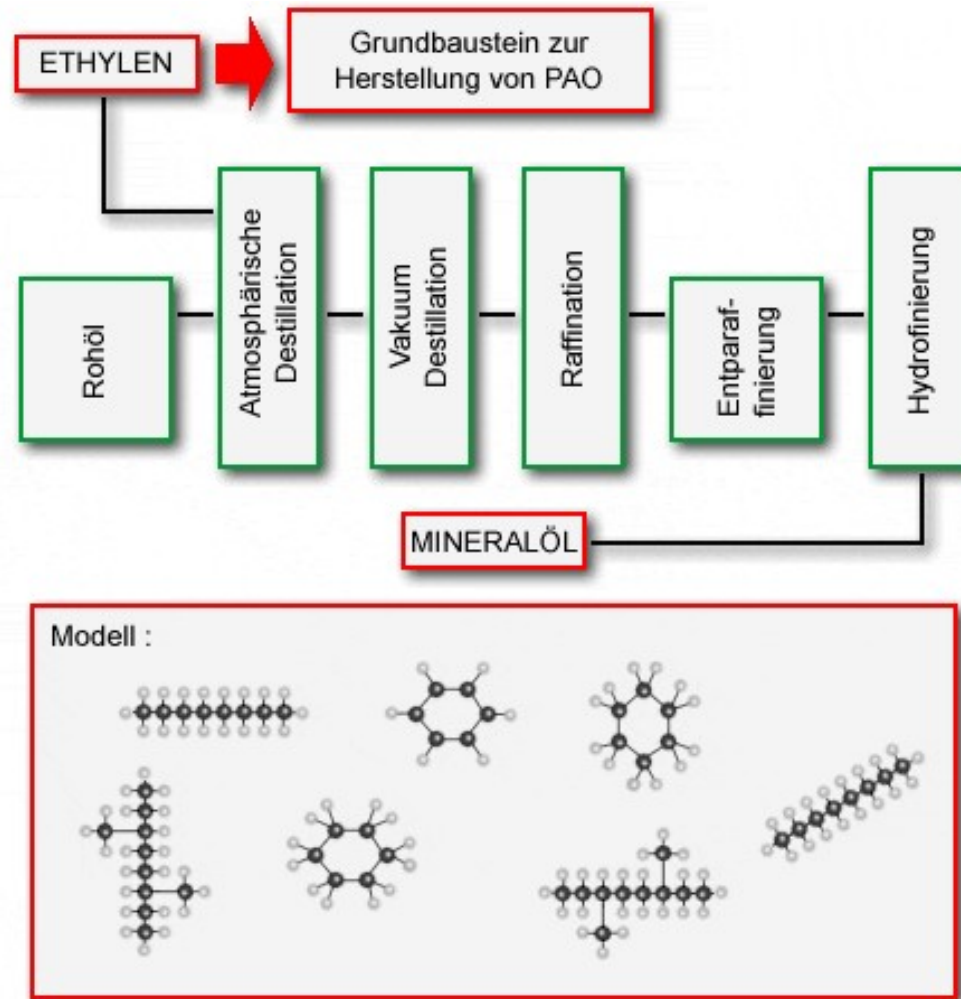 ETHYLEN
Grundbaustein zur
Herstellung von PAO
Rohöl
Atmosphärische
Destillation
Vakuum
Destillation
Raffination
Entparaf-
finierung
Hydrofinierung
MINERALÖL
Modell :